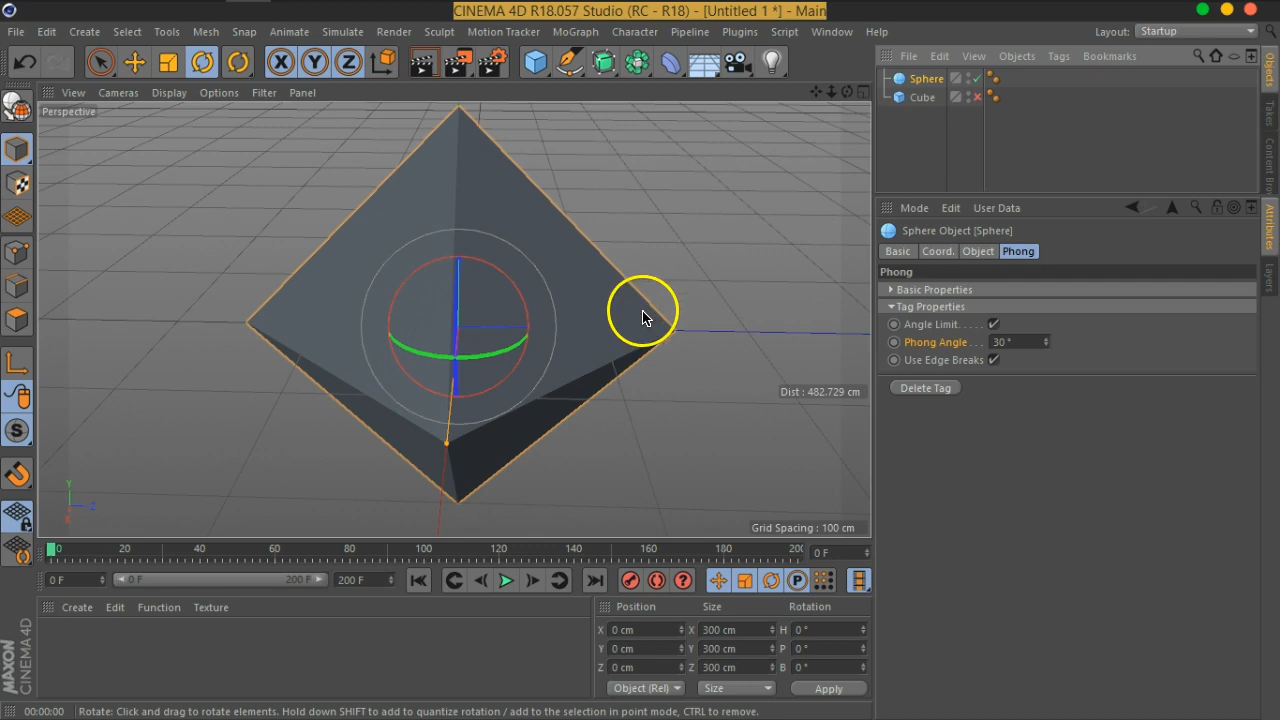 CINEMA 4D R18.057 Studio (RC - R18) - [Untitled 1 *] - Main
File Edit Create Select Tools Mesh Snap Animate Simulate Render Sculpt Motion Tracker MoGraph Character Pipeline Plugins Script Window Help Layout: Startup
X Y Z
File Edit View Objects Tags Bookmarks
View Cameras Display Options Filter Panel
Sphere
Cube
Objects
Takes
Content Bro
Attributes
Layers
Perspective
Mode Edit User Data
Sphere Object [Sphere]
Basic Coord. Object Phong
Phong
Basic Properties
Tag Properties
Angle Limit. . . . .
Phong Angle . . . 30 °
Use Edge Breaks
Delete Tag
Dist : 482.729 cm
S
Y
Z
X
Grid Spacing : 100 cm
0 20 40 60 80 100 120 140 160 180 200 0 F
0 F 0 F 200 F 200 F
P
Create Edit Function Texture
Position Size Rotation
X 0 cm X 300 cm H 0 °
Y 0 cm Y 300 cm P 0 °
Z 0 cm Z 300 cm B 0 °
Object (Rel) Size Apply
MAXON
CINEMA 4D
00:00:00 Rotate: Click and drag to rotate elements. Hold down SHIFT to add to quantize rotation / add to the selection in point mode, CTRL to remove.